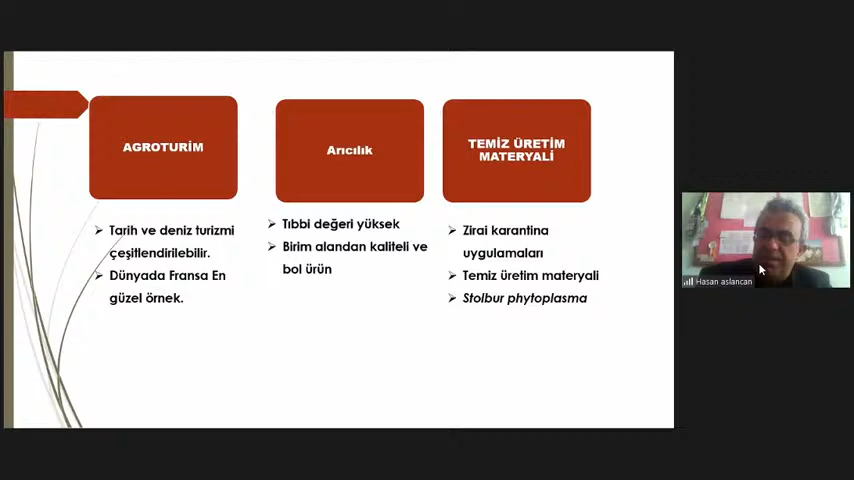 AGROTURİM
Tarih ve deniz turizmi
çeşitlendirilebilir.
Dünyada Fransa En
güzel örnek.
Arıcılık
Tıbbi değeri yüksek
Birim alandan kaliteli ve
bol ürün
TEMİZ ÜRETİM
MATERYALİ
Zirai karantina
uygulamaları
Temiz üretim materyali
Stolbur phytoplasma
Hasan aslancan